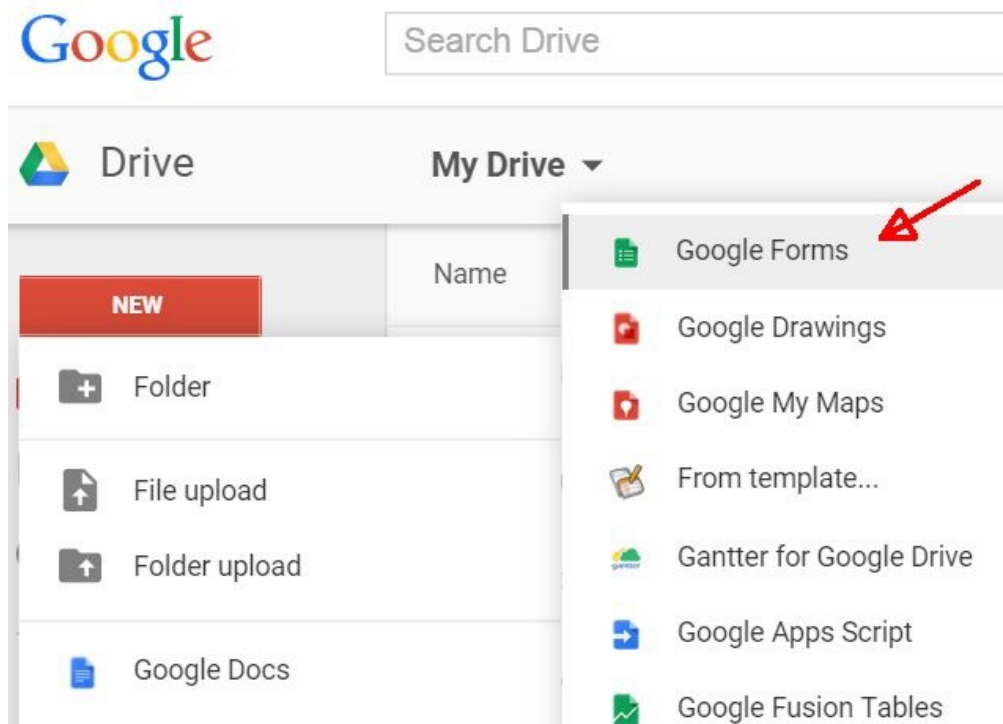 Google
Search Drive
Drive
My Drive
NEW
Name
Folder
File upload
Folder upload
Google Docs
Google Forms
Google Drawings
Google My Maps
From template...
Gantter for Google Drive
Google Apps Script
Google Fusion Tables